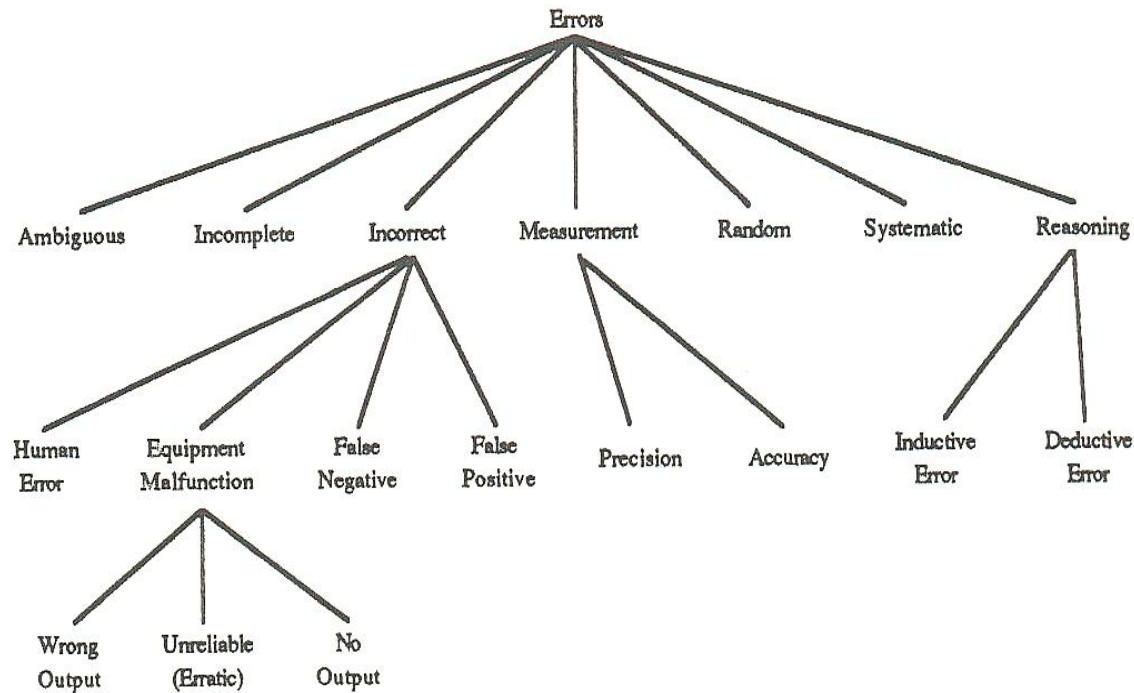 Errors
Ambiguous
Incomplete
Incorrect
Measurement
Random
Systematic
Reasoning
Human
Error
Equipment
Malfunction
False
Negative
False
Positive
Precision
Accuracy
Inductive
Error
Deductive
Error
Wrong
Output
Unreliable
(Erratic)
No
Output